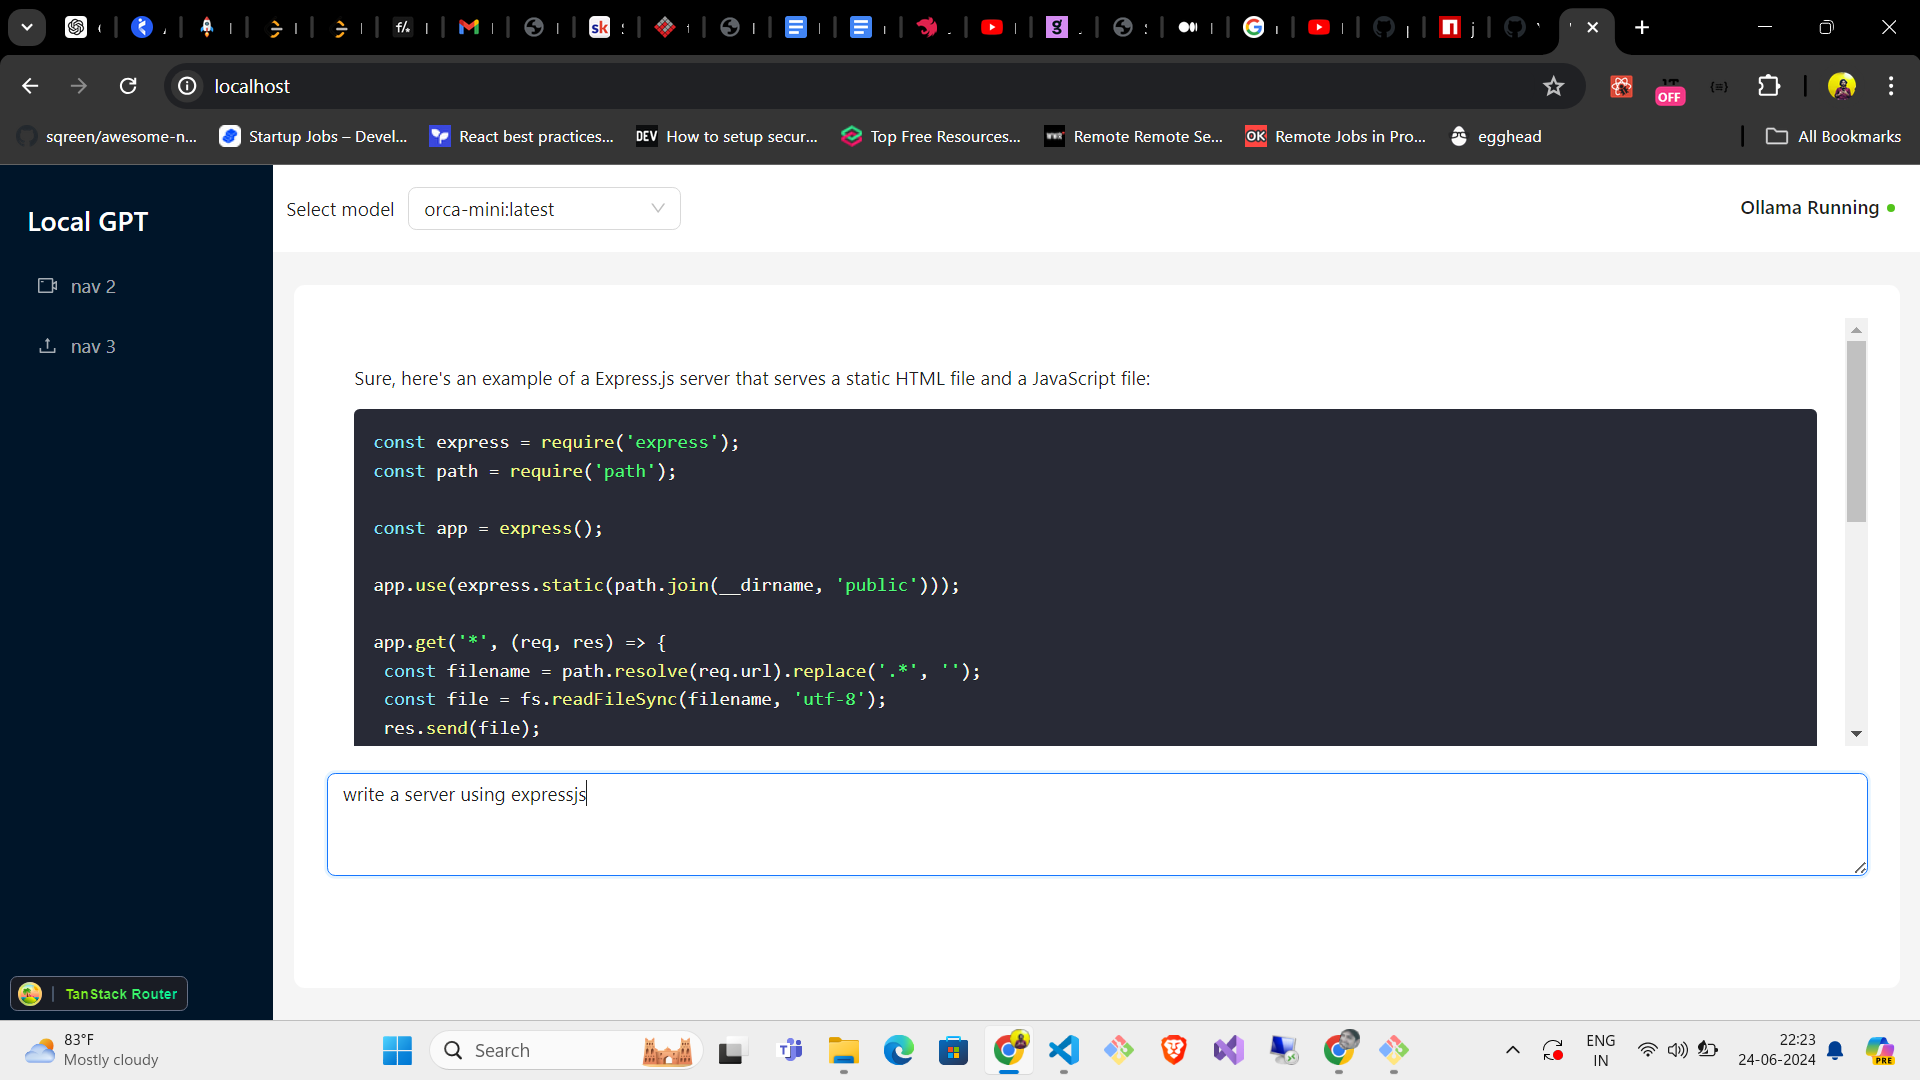 localhost
OFF
sqreen/awesome-n...
Startup Jobs – Devel...
React best practices...
DEV How to setup secur...
Top Free Resources...
Remote Remote Se...
OK Remote Jobs in Pro...
egghead
All Bookmarks
Local GPT
nav 2
nav 3
Select model
orca-mini:latest
Ollama Running
Sure, here's an example of a Express.js server that serves a static HTML file and a JavaScript file:
const express = require('express');
const path = require('path');
const app = express();
app.use(express.static(path.join(__dirname, 'public')));
app.get('*', (req, res) => {
const filename = path.resolve(req.url).replace('.*', '');
const file = fs.readFileSync(filename, 'utf-8');
res.send(file);
write a server using expressjs
TanStack Router
83°F
Mostly cloudy
Search
ENG
IN
22:23
24-06-2024
PRE